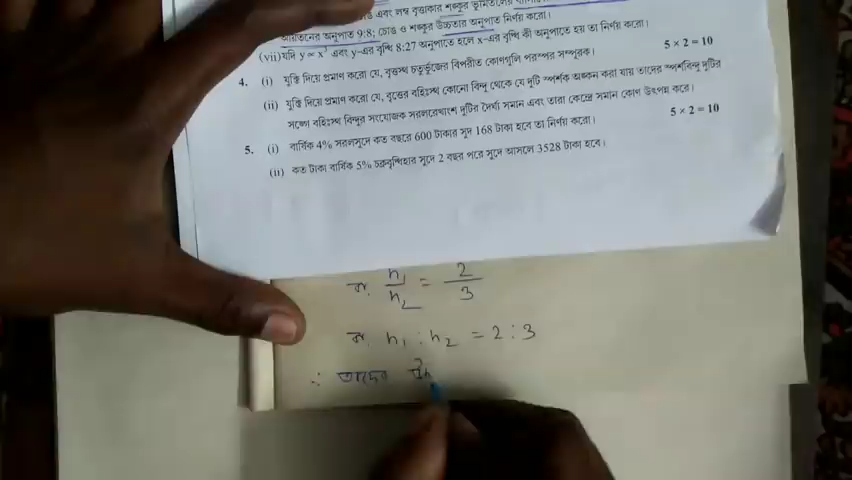 এবং লম্ব বৃত্তাকার শঙ্কুর ভূমিতলের
আয়তনের অনুপাত 9:8; চোঙ ও শঙ্কুর উচ্চতার অনুপাত নির্ণয় করো।
(vii) যদি y ∝ x³ এবং y-এর বৃদ্ধি 8:27 অনুপাতে হলে x-এর বৃদ্ধি কী অনুপাতে হয় তা নির্ণয় করো।
4. (i) যুক্তি দিয়ে প্রমাণ করো যে, বৃত্তস্থ চতুর্ভুজের বিপরীত কোণগুলি পরস্পর সম্পূরক। 5 × 2 = 10
(ii) যুক্তি দিয়ে প্রমাণ করো যে, বৃত্তের বহিঃস্থ কোনো বিন্দু থেকে যে দুটি স্পর্শক অঙ্কন করা যায় তাদের স্পর্শবিন্দু দুটির
সঙ্গে বহিঃস্থ বিন্দুর সংযোজক সরলরেখাংশ দুটির দৈর্ঘ্য সমান এবং তারা কেন্দ্রে সমান কোণ উৎপন্ন করে।
5. (i) বার্ষিক 4% সরলসুদে কত বছরে 600 টাকার সুদ 168 টাকা হবে তা নির্ণয় করো। 5 × 2 = 10
(ii) কত টাকা বার্ষিক 5% চক্রবৃদ্ধিহার সুদে 2 বছর পরে সুদে আসলে 3528 টাকা হবে।
বা, h₁/h₂ = 2/3
বা, h₁ : h₂ = 2 : 3
∴ তাদের